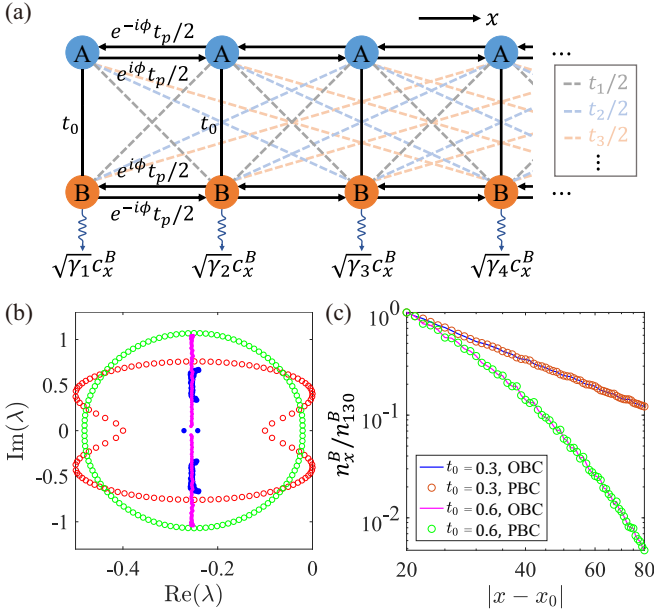 (a)
x
e^{-iϕ}t_p/2
A A A A ...
e^{iϕ}t_p/2
t_0 t_0
t_1/2
t_2/2
t_3/2
⋮
e^{iϕ}t_p/2
B B B B ...
e^{-iϕ}t_p/2
√γ_1 c_x^B √γ_2 c_x^B √γ_3 c_x^B √γ_4 c_x^B
(b)
1
0.5
0
-0.5
-1
Im(λ)
-0.4 -0.2 0
Re(λ)
(c)
10^0
10^{-1}
10^{-2}
n_x^B/n_{130}^B
t_0 = 0.3, OBC
t_0 = 0.3, PBC
t_0 = 0.6, OBC
t_0 = 0.6, PBC
20 40 60 80
|x − x_0|